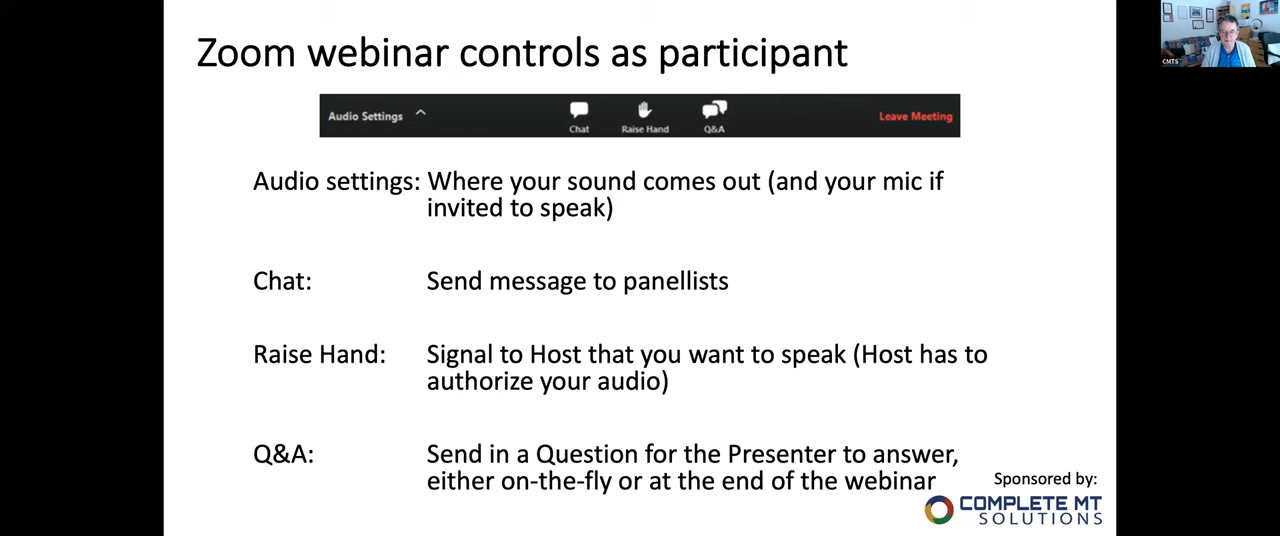 Zoom webinar controls as participant
CMTS
Audio Settings
Chat
Raise Hand
Q&A
Leave Meeting
Audio settings: Where your sound comes out (and your mic if
invited to speak)
Chat: Send message to panellists
Raise Hand: Signal to Host that you want to speak (Host has to
authorize your audio)
Q&A: Send in a Question for the Presenter to answer,
either on-the-fly or at the end of the webinar
Sponsored by:
COMPLETE MT
SOLUTIONS